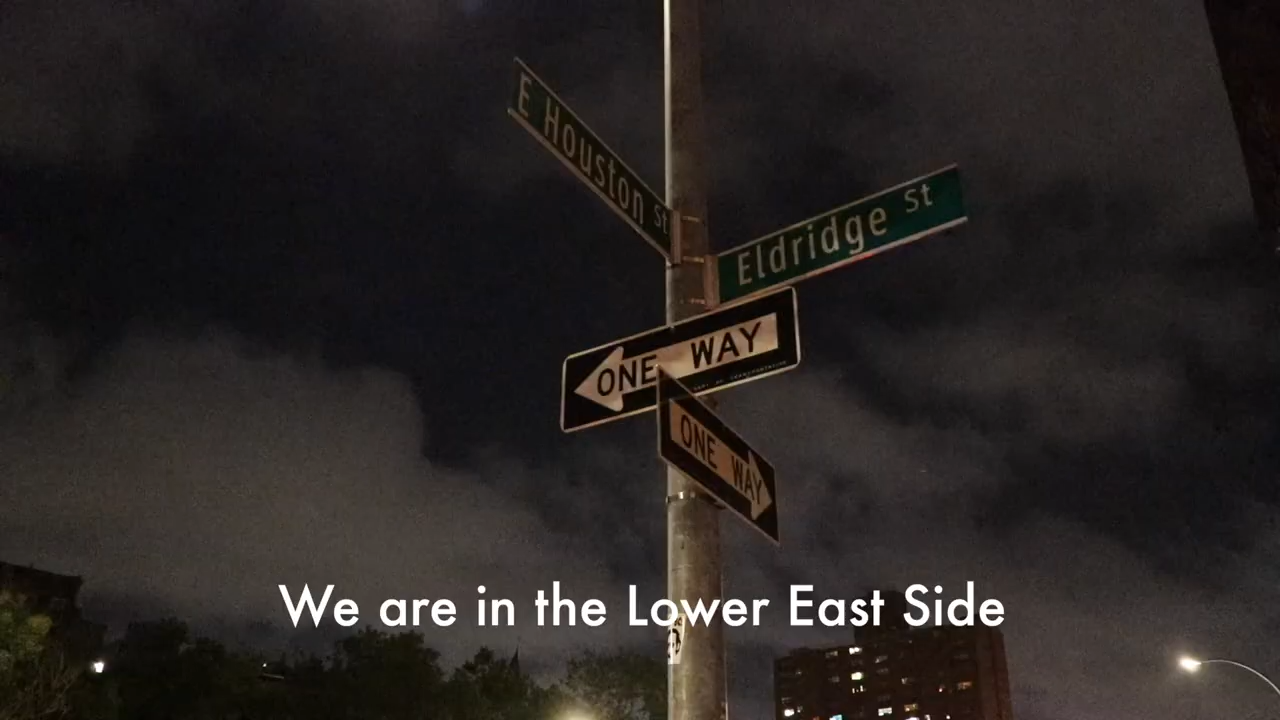 E Houston St
Eldridge St
ONE WAY
ONE WAY
We are in the Lower East Side